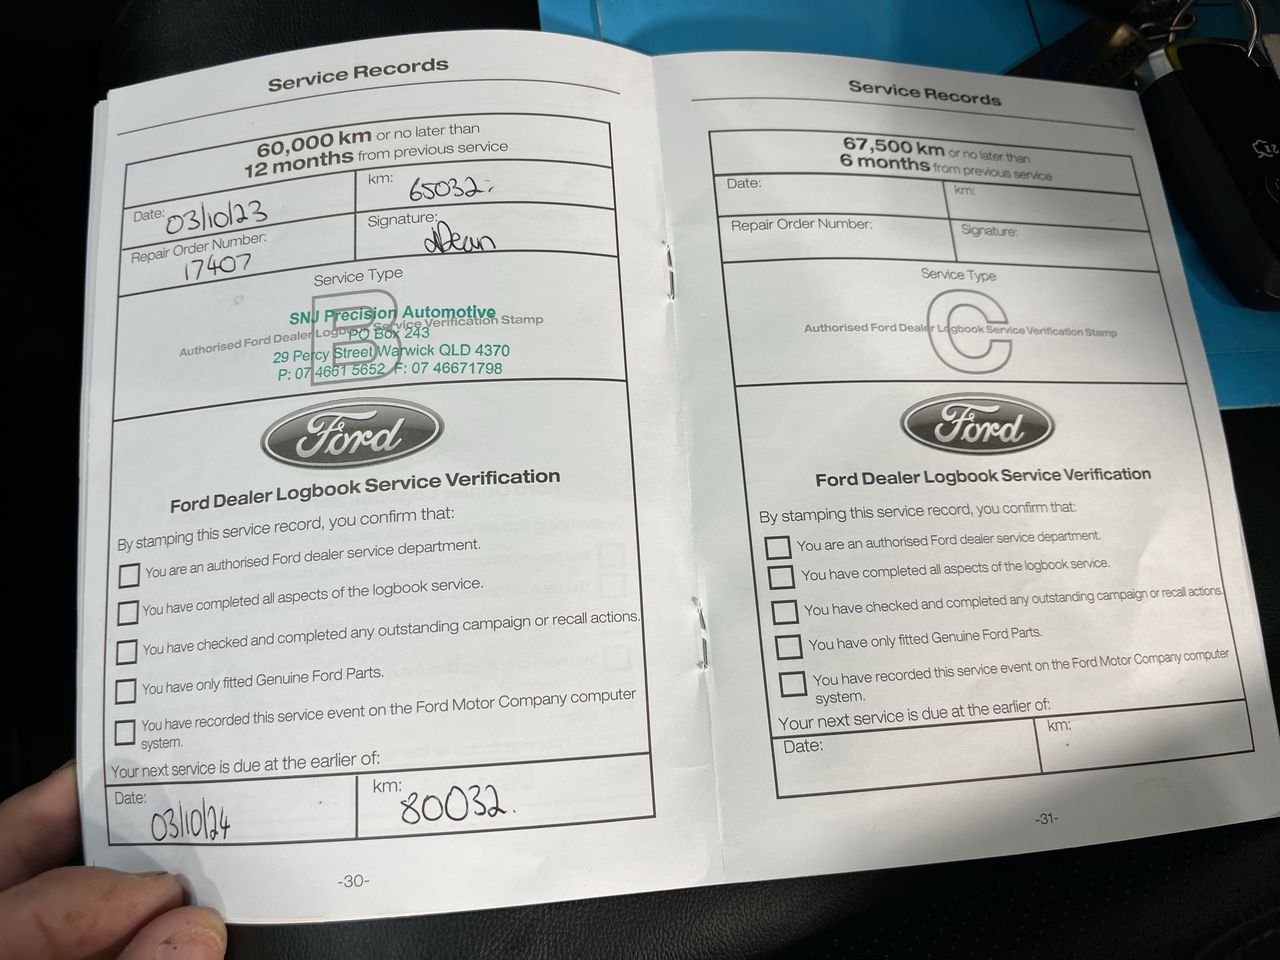 Service Records
60,000 km or no later than
12 months from previous service
Date: 03/10/23
km: 65032.
Repair Order Number: 17407
Signature: Dean
Service Type
B
Authorised Ford Dealer Logbook Service Verification Stamp
SNJ Precision Automotive
PO Box 243
29 Percy Street Warwick QLD 4370
P: 07 4661 5652 F: 07 46671798
Ford
Ford Dealer Logbook Service Verification
By stamping this service record, you confirm that:
You are an authorised Ford dealer service department.
You have completed all aspects of the logbook service.
You have checked and completed any outstanding campaign or recall actions.
You have only fitted Genuine Ford Parts.
You have recorded this service event on the Ford Motor Company computer
system.
Your next service is due at the earlier of:
Date: 03/10/24
km: 80032.
-30-
Service Records
67,500 km or no later than
6 months from previous service
Date:
km:
Repair Order Number:
Signature:
Service Type
C
Authorised Ford Dealer Logbook Service Verification Stamp
Ford
Ford Dealer Logbook Service Verification
By stamping this service record, you confirm that:
You are an authorised Ford dealer service department.
You have completed all aspects of the logbook service.
You have checked and completed any outstanding campaign or recall actions.
You have only fitted Genuine Ford Parts.
You have recorded this service event on the Ford Motor Company computer
system.
Your next service is due at the earlier of:
Date:
km:
-31-